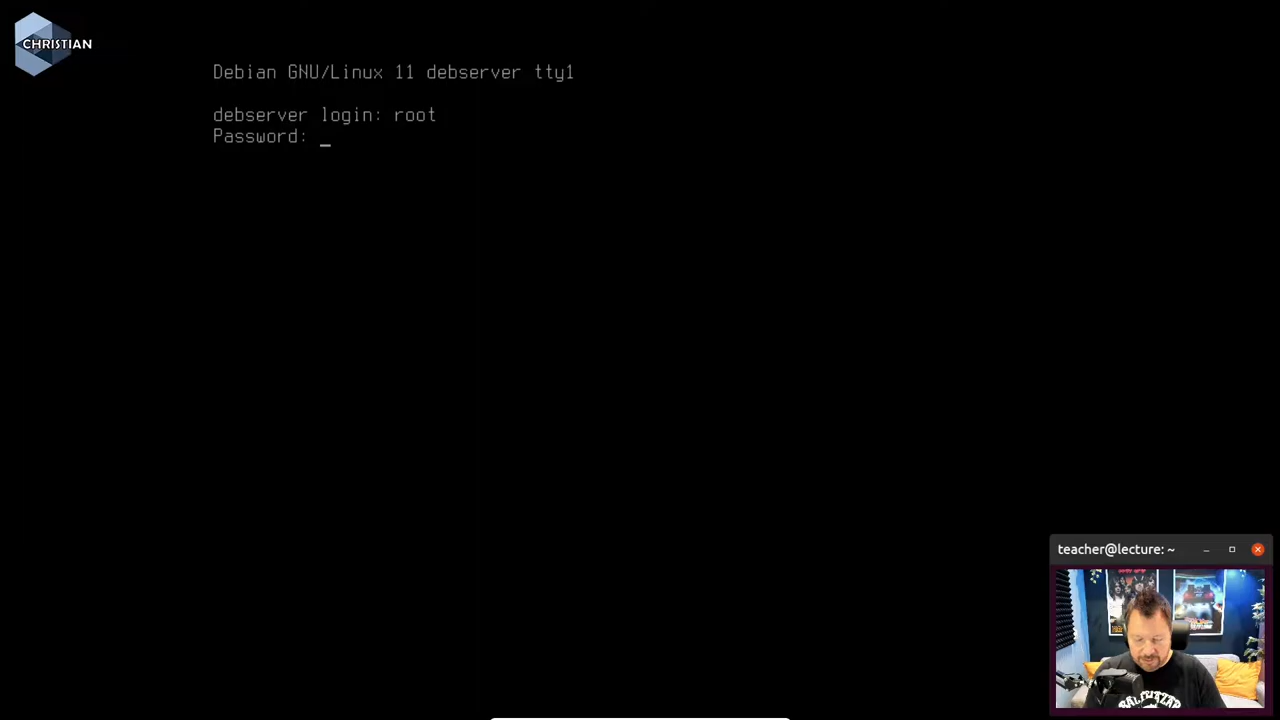 CHRISTIAN
Debian GNU/Linux 11 debserver tty1
debserver login: root
Password: _
teacher@lecture: ~